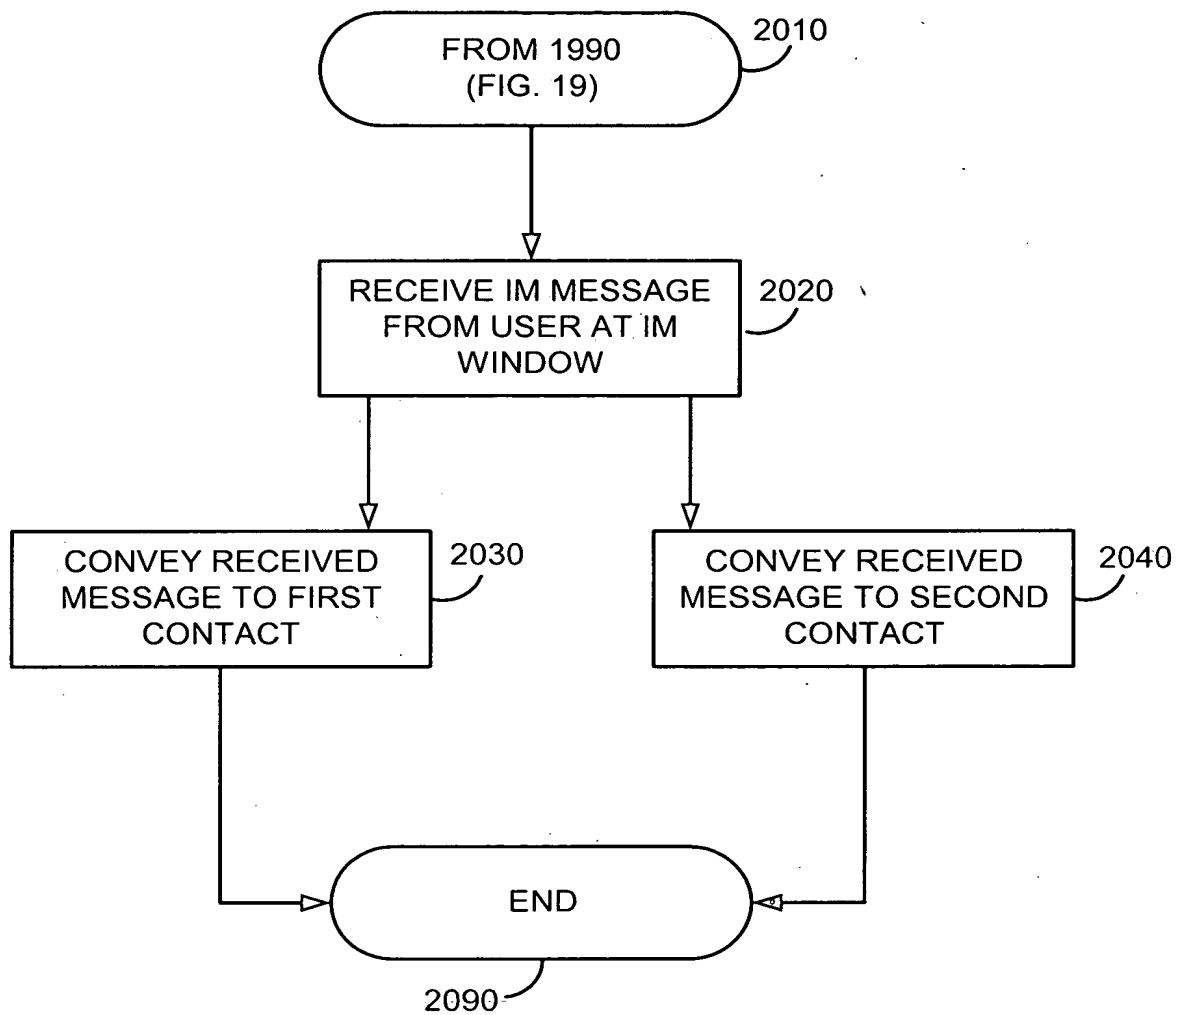 FROM 1990
(FIG. 19)
2010
RECEIVE IM MESSAGE
FROM USER AT IM
WINDOW
2020
CONVEY RECEIVED
MESSAGE TO FIRST
CONTACT
2030
CONVEY RECEIVED
MESSAGE TO SECOND
CONTACT
2040
END
2090